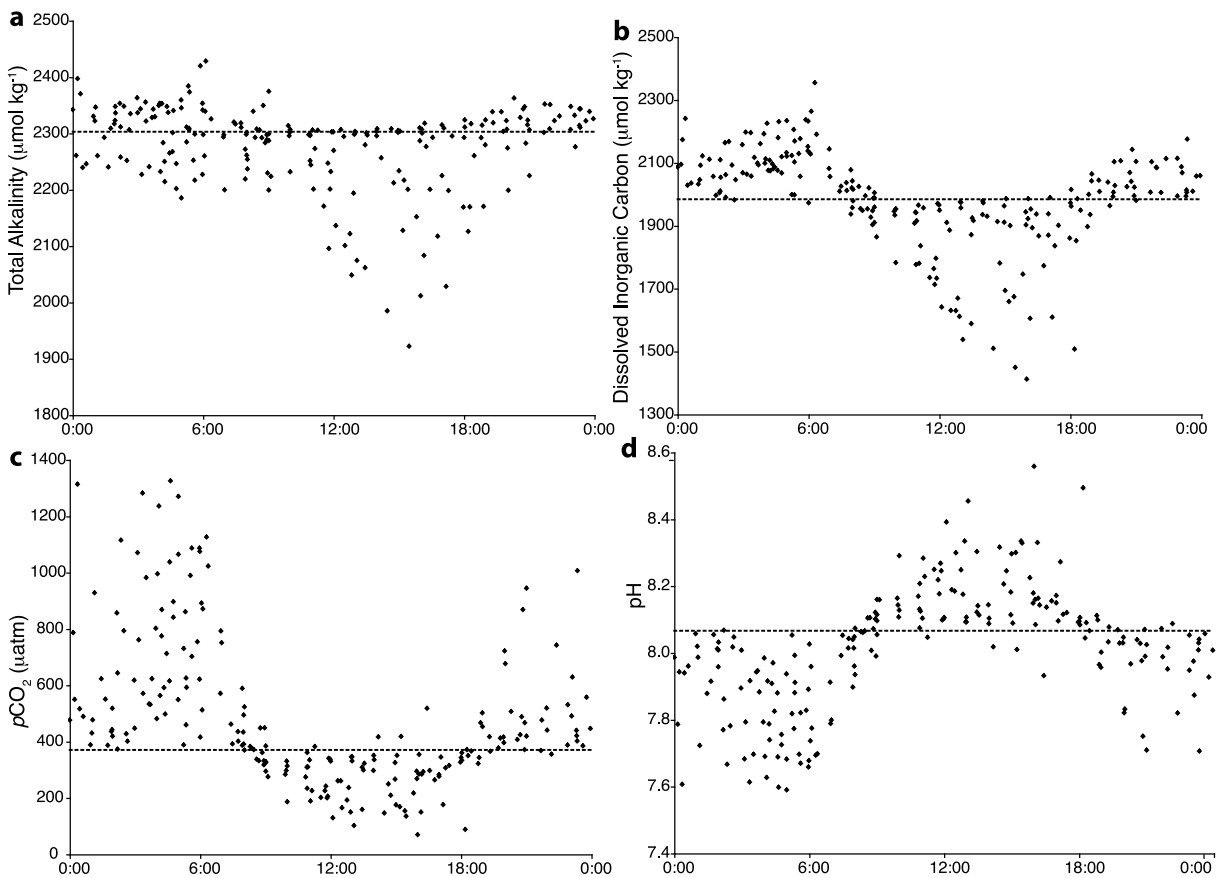 a
2500
2400
2300
2200
2100
2000
1900
1800
Total Alkalinity (μmol kg⁻¹)
0:00 6:00 12:00 18:00 0:00
b
2500
2300
2100
1900
1700
1500
1300
Dissolved Inorganic Carbon (μmol kg⁻¹)
0:00 6:00 12:00 18:00 0:00
c
1400
1200
1000
800
600
400
200
0
pCO₂ (μatm)
0:00 6:00 12:00 18:00 0:00
d
8.6
8.4
8.2
8.0
7.8
7.6
7.4
pH
0:00 6:00 12:00 18:00 0:00